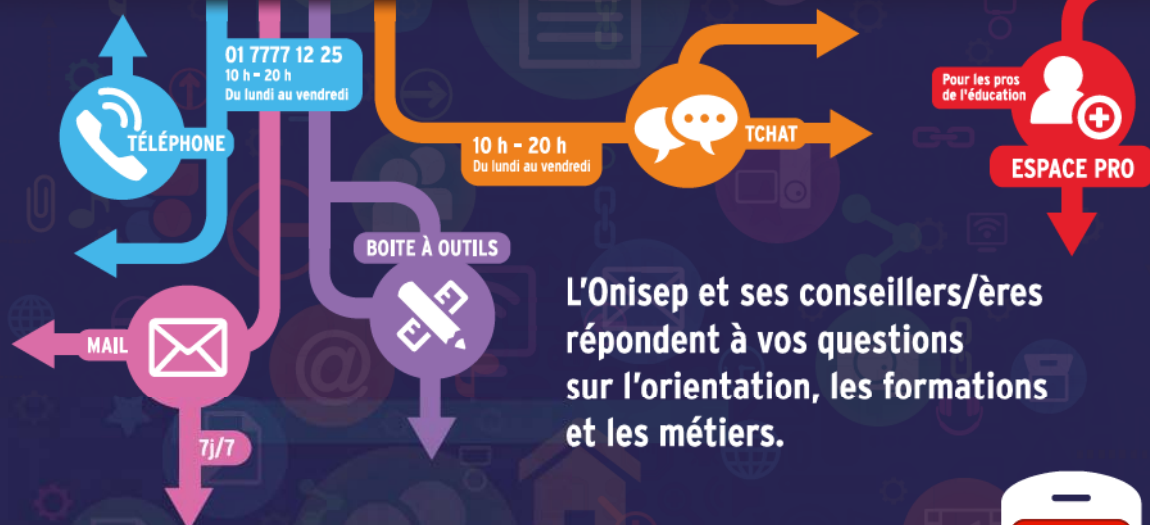 01 7777 12 25
10 h – 20 h
Du lundi au vendredi
TÉLÉPHONE
10 h – 20 h
Du lundi au vendredi
TCHAT
Pour les pros
de l'éducation
ESPACE PRO
BOITE À OUTILS
MAIL
7j/7
L'Onisep et ses conseillers/ères
répondent à vos questions
sur l'orientation, les formations
et les métiers.